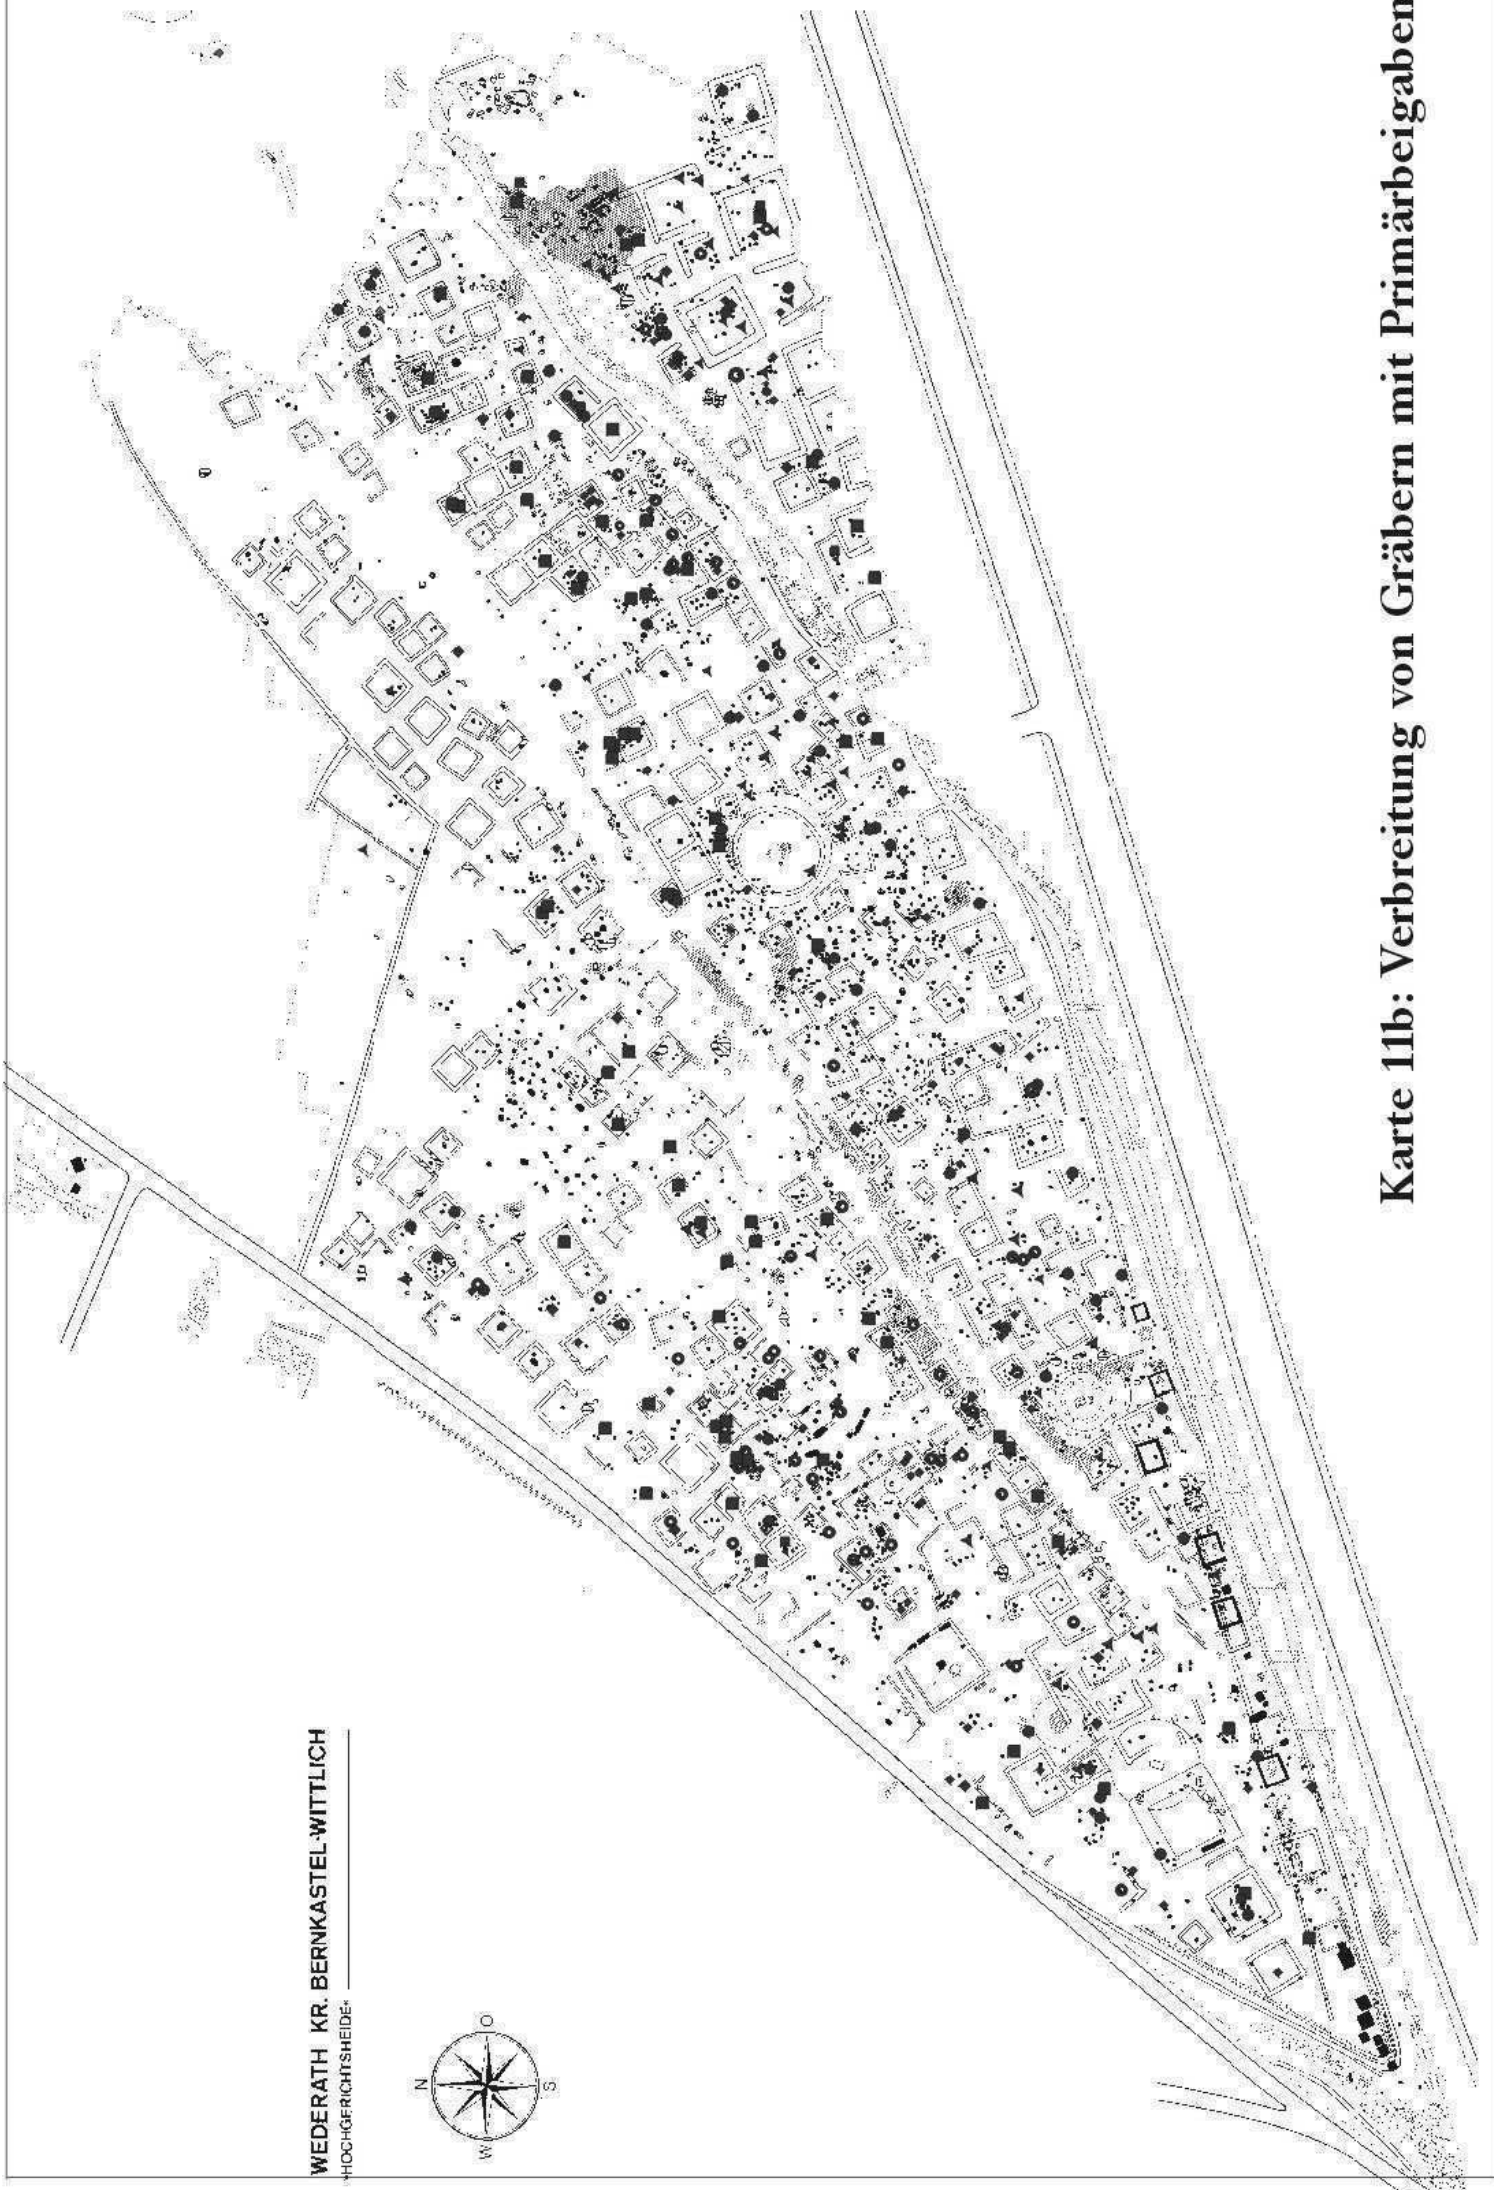 WEDERATH KR. BERNKASTEL-WITTLICH
»HOCHGERICHTSHEIDE«
N
O
S
W
Karte 11b: Verbreitung von Gräbern mit Primärbeigaben